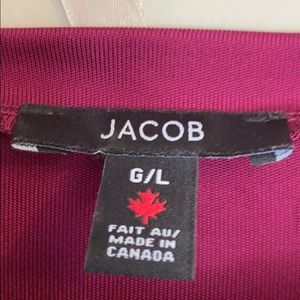 JACOB
G/L
FAIT AU/
MADE IN
CANADA